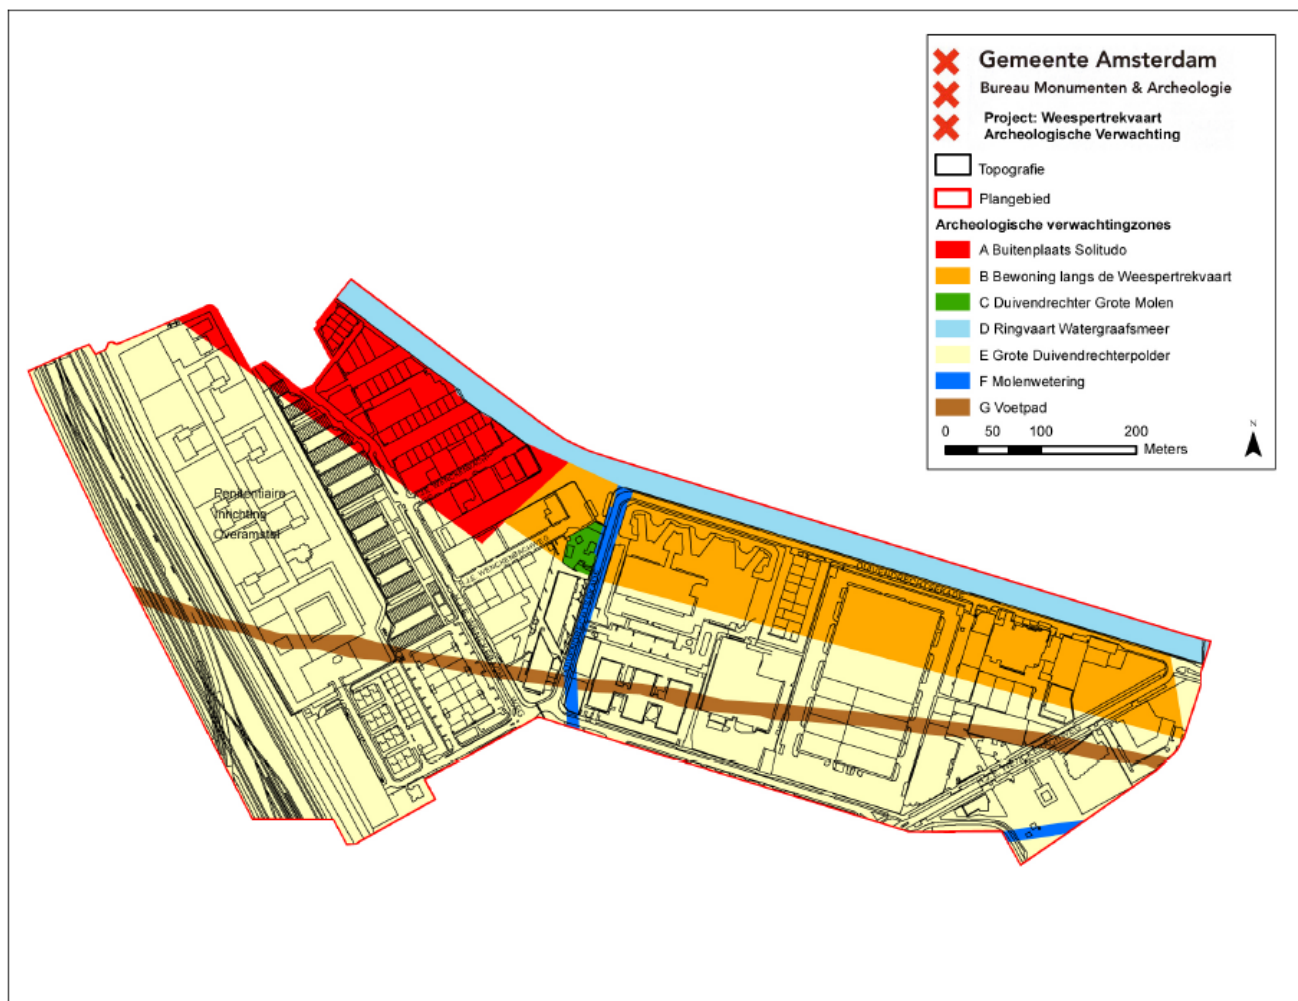 Gemeente Amsterdam
Bureau Monumenten & Archeologie
Project: Weespertrekvaart
Archeologische Verwachting
Topografie
Plangebied
Archeologische verwachtingzones
A Buitenplaats Solitudo
B Bewoning langs de Weespertrekvaart
C Duivendrechter Grote Molen
D Ringvaart Watergraafsmeer
E Grote Duivendrechterpolder
F Molenwetering
G Voetpad
0 50 100 200
Meters
N
Penitentiaire
Inrichting
Overamstel
H.J.E. WENCKEBACHWEG